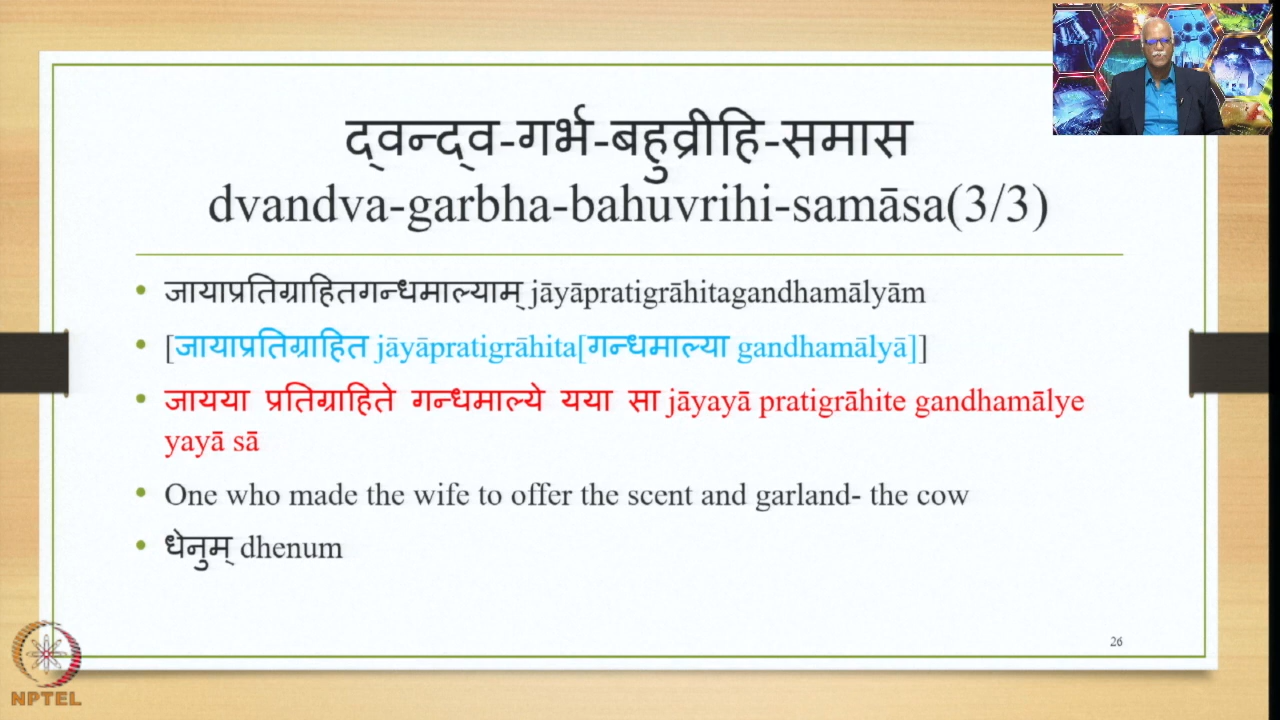 द्वन्द्व-गर्भ-बहुव्रीहि-समास
dvandva-garbha-bahuvrihi-samāsa(3/3)
• जायाप्रतिग्राहितगन्धमाल्याम् jāyāpratigrāhitagandhamālyām
• [जायाप्रतिग्राहित jāyāpratigrāhita[गन्धमाल्या gandhamālyā]]
• जायया प्रतिग्राहिते गन्धमाल्ये यया सा jāyayā pratigrāhite gandhamālye
yayā sā
• One who made the wife to offer the scent and garland- the cow
• धेनुम् dhenum
26
NPTEL